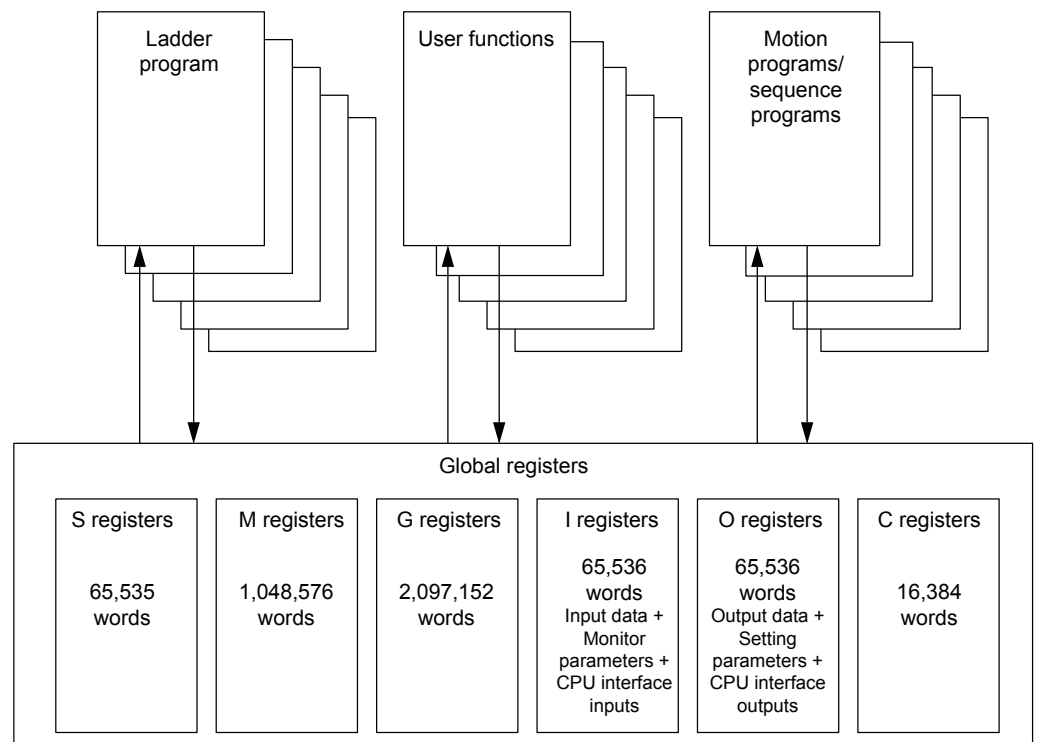 Ladder
program
User functions
Motion
programs/
sequence
programs
Global registers
S registers
65,535
words
M registers
1,048,576
words
G registers
2,097,152
words
I registers
65,536
words
Input data +
Monitor
parameters +
CPU interface
inputs
O registers
65,536
words
Output data +
Setting
parameters +
CPU interface
outputs
C registers
16,384
words